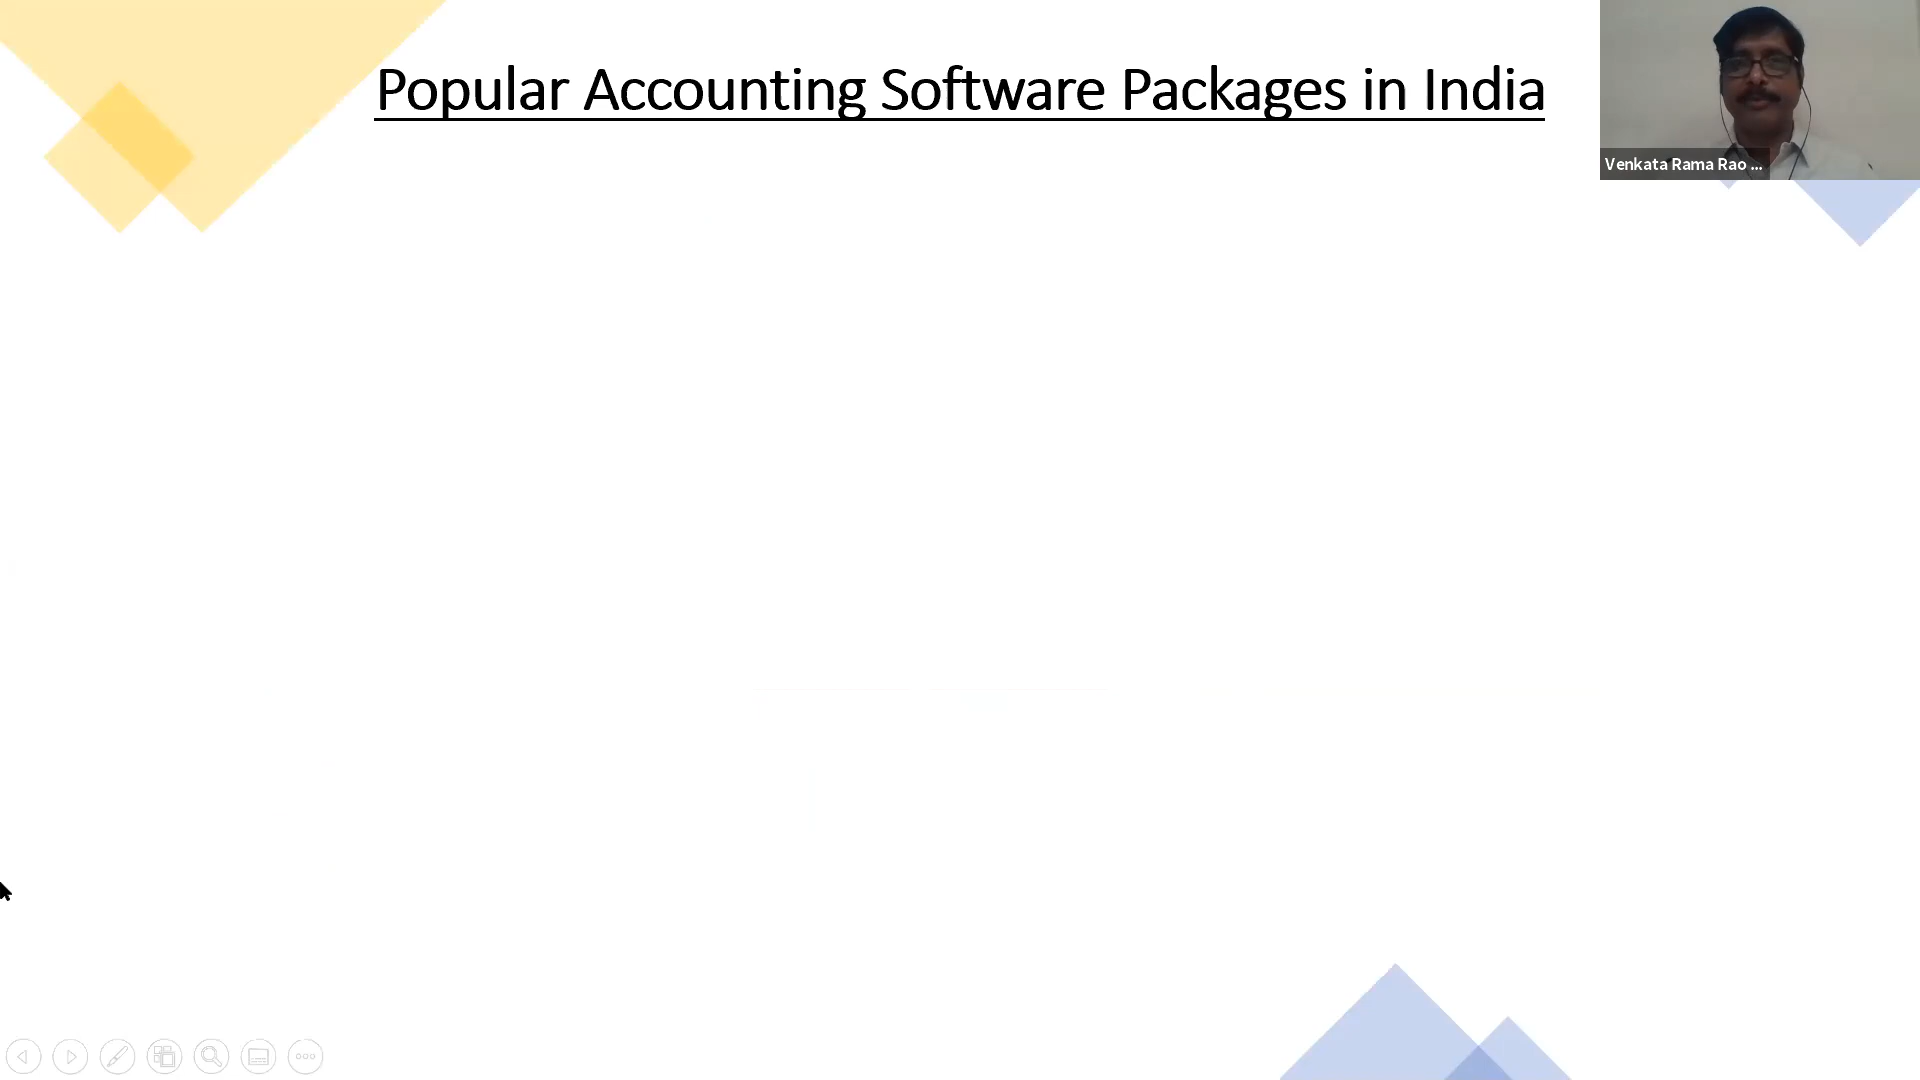 Popular Accounting Software Packages in India
Venkata Rama Rao ...